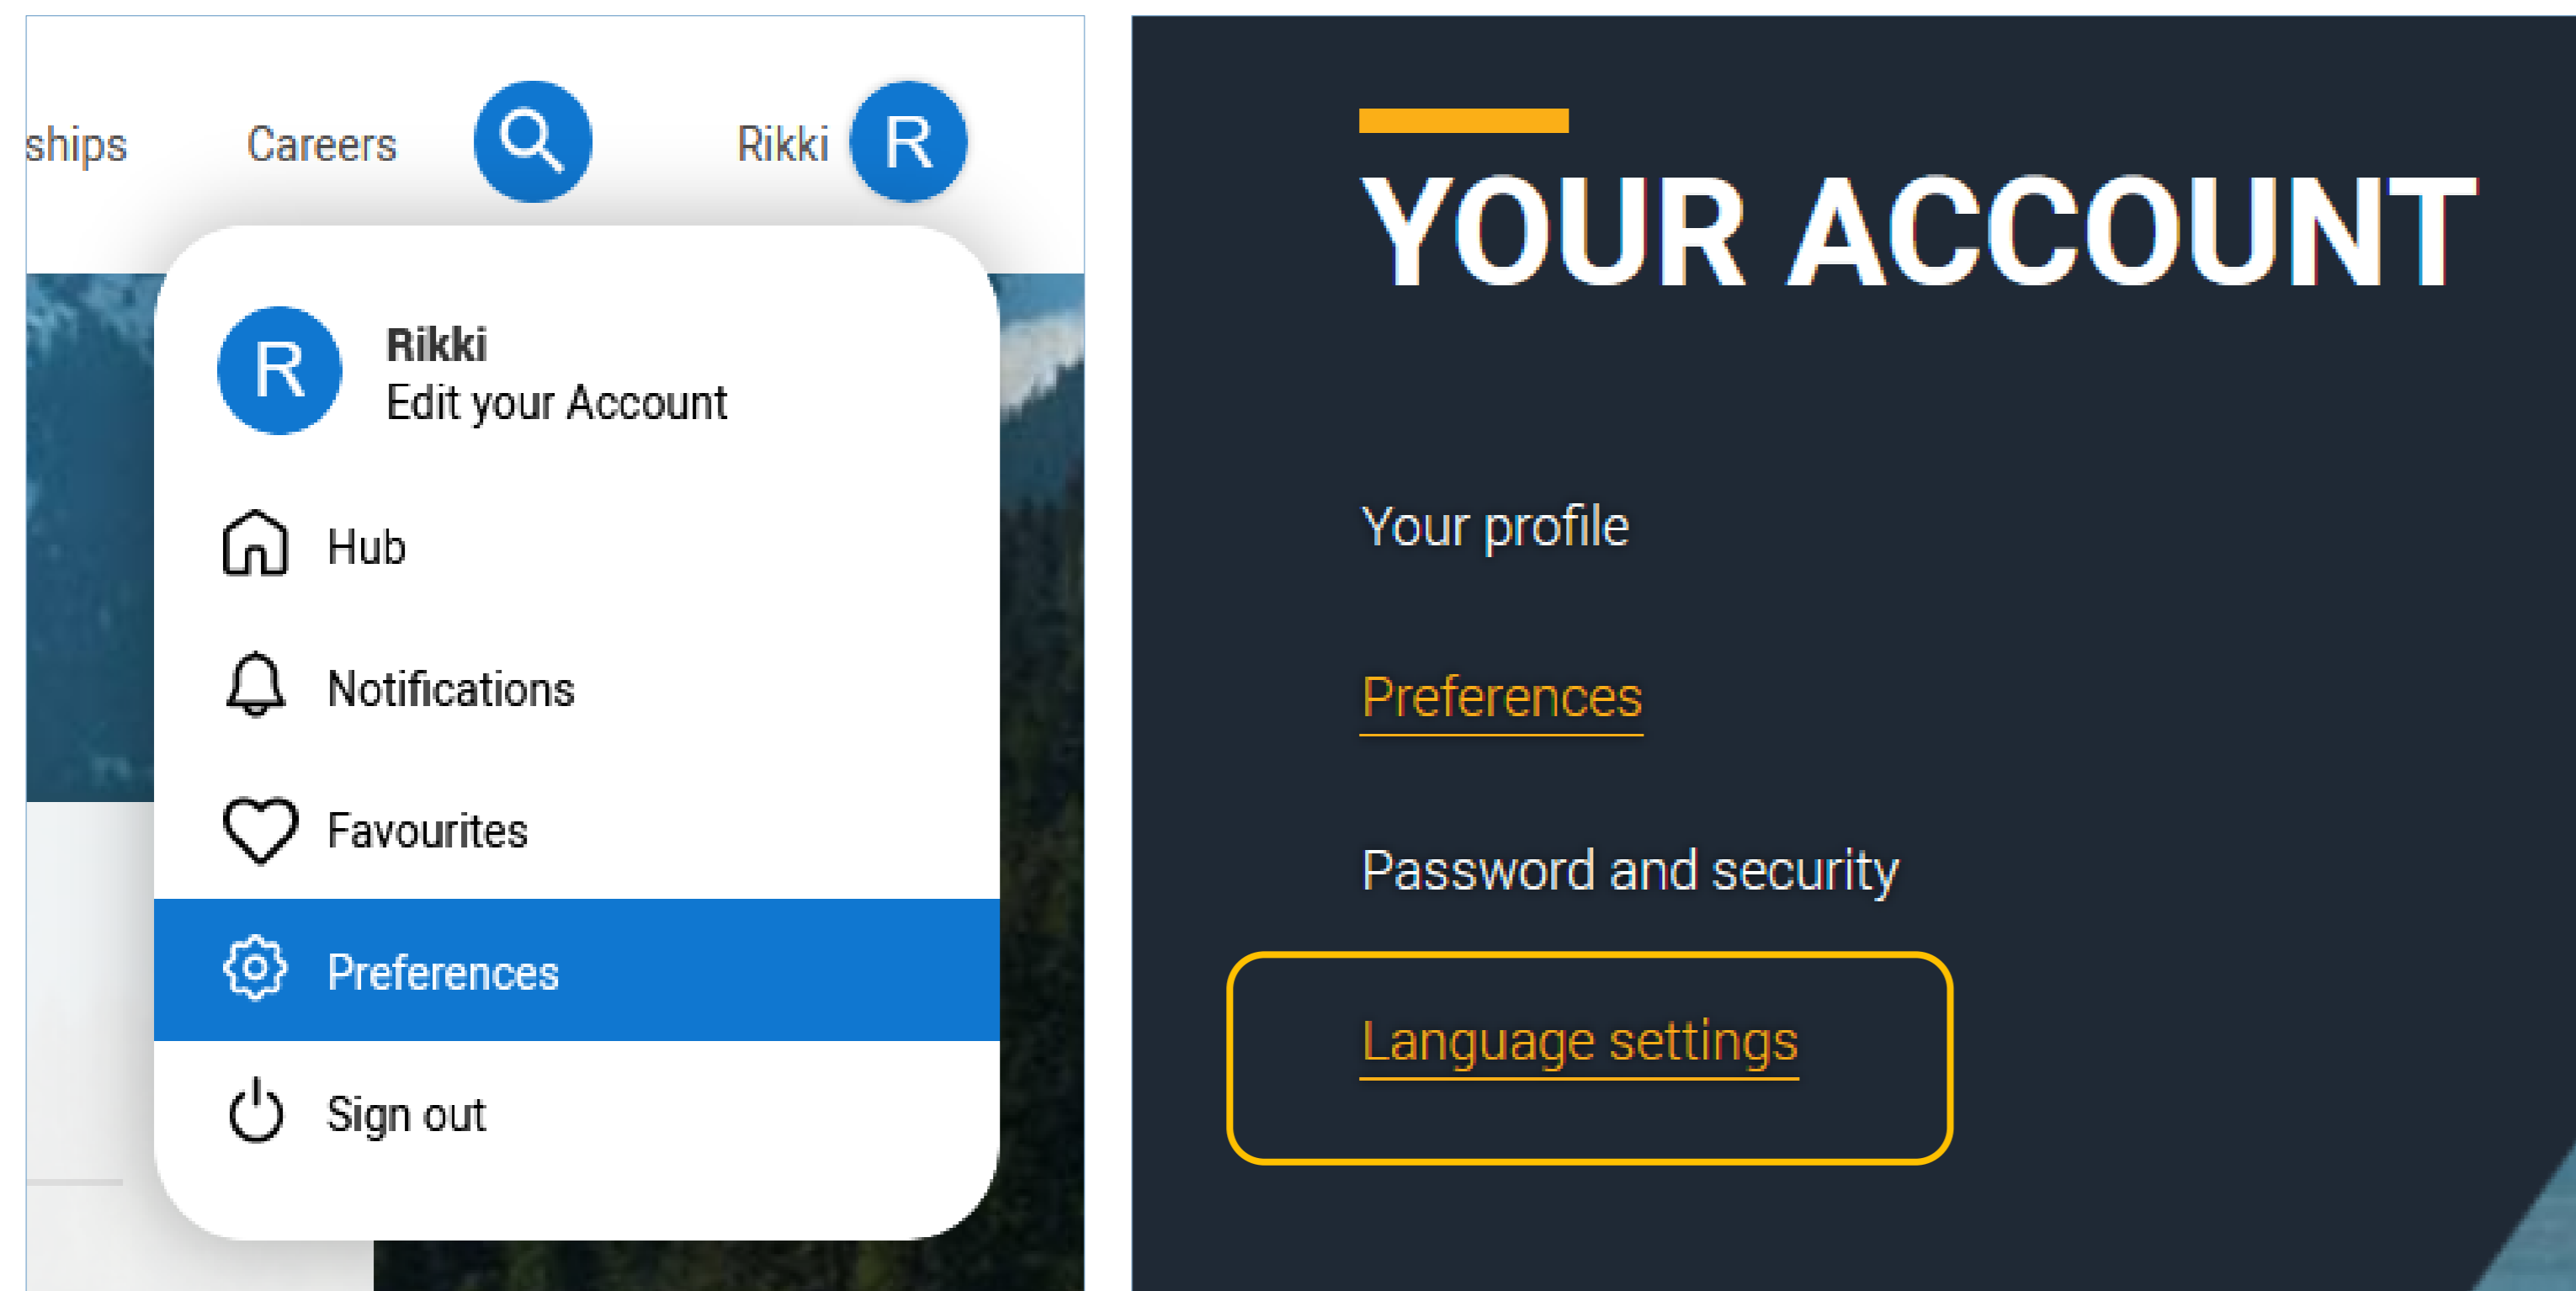 ships Careers Rikki R
R Rikki
Edit your Account
Hub
Notifications
Favourites
Preferences
Sign out
YOUR ACCOUNT
Your profile
Preferences
Password and security
Language settings